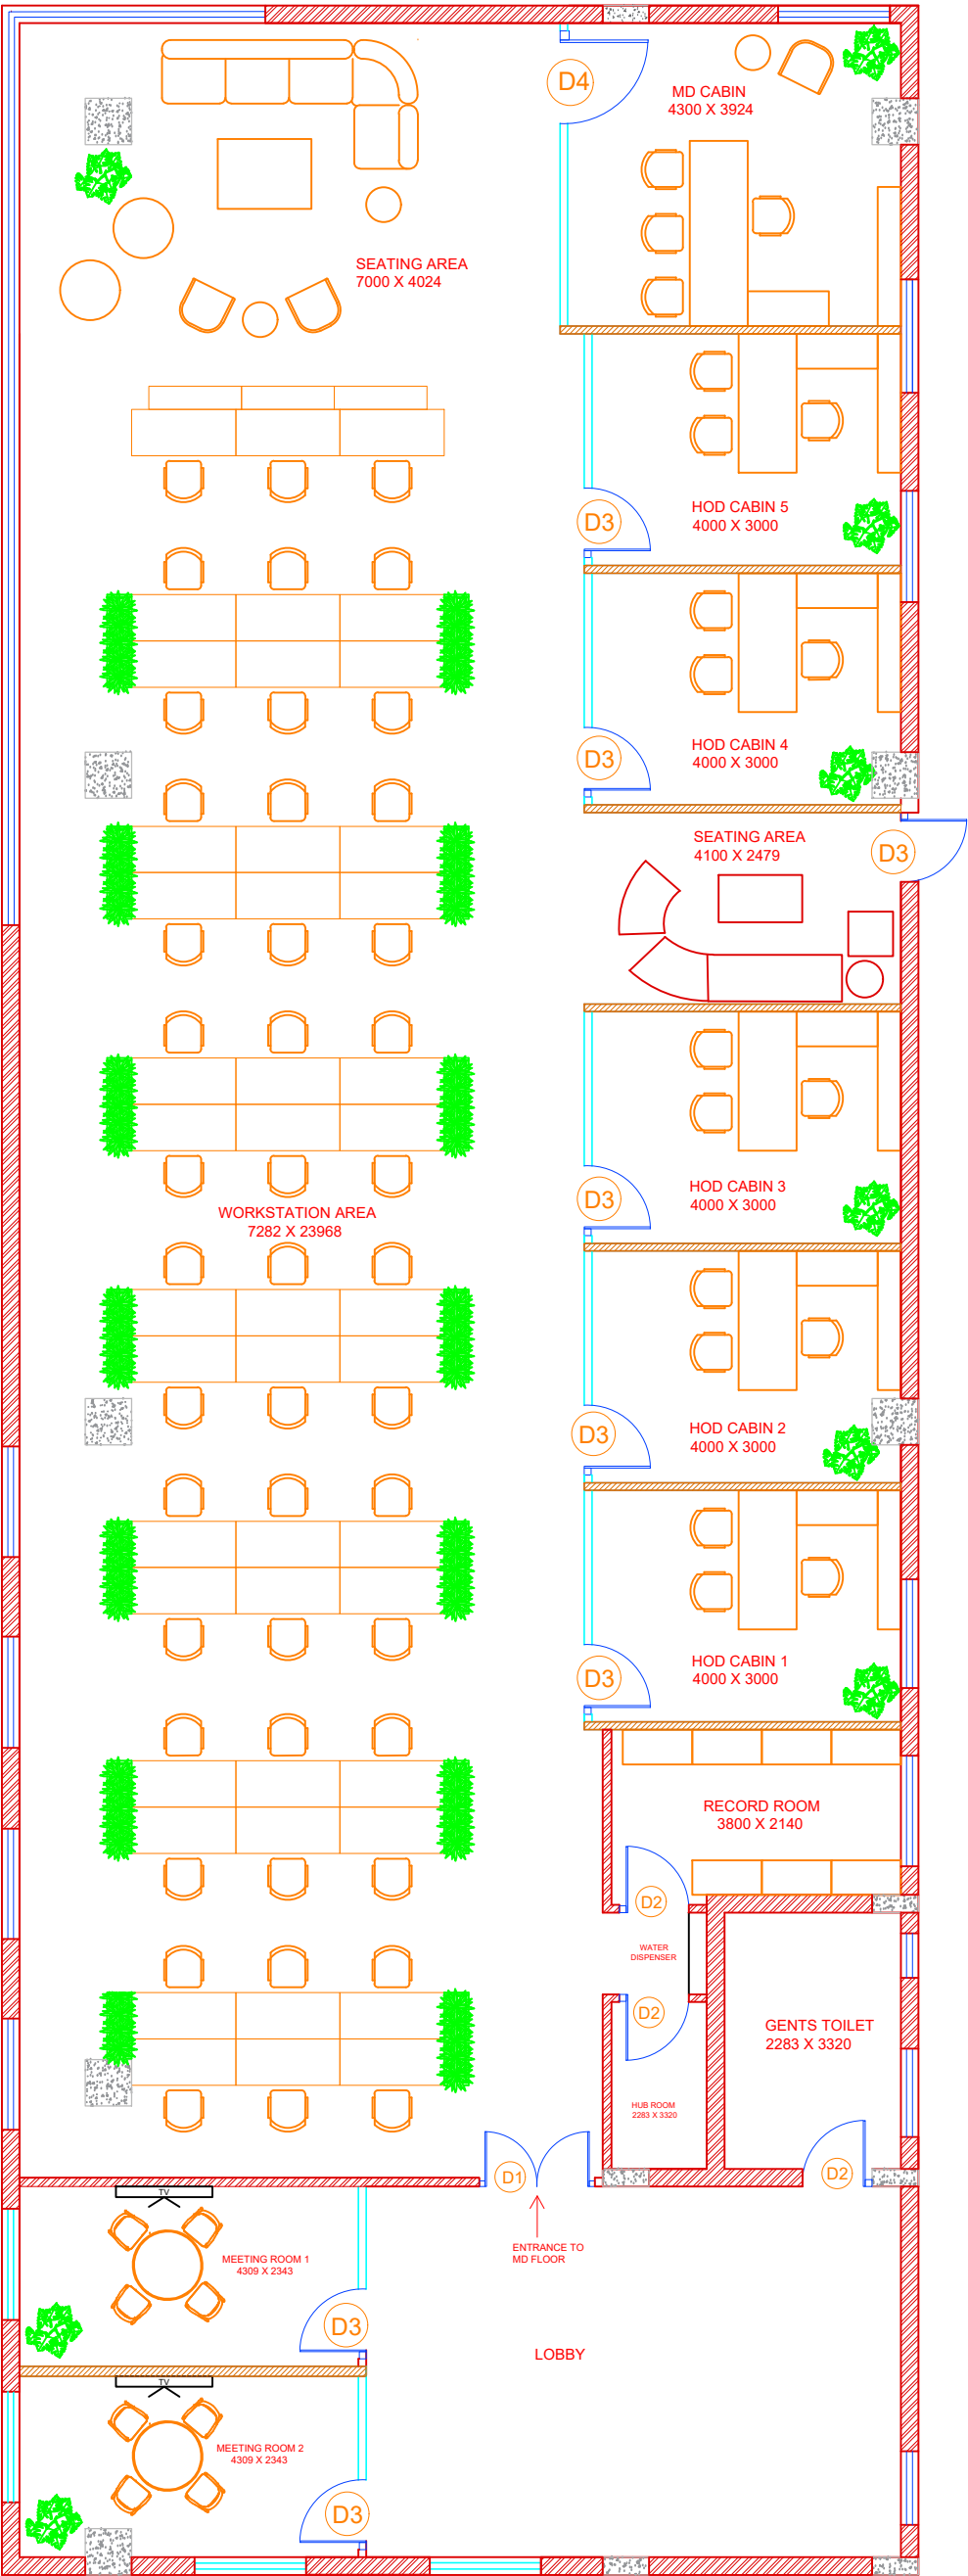 D4
MD CABIN
4300 X 3924
SEATING AREA
7000 X 4024
HOD CABIN 5
4000 X 3000
D3
HOD CABIN 4
4000 X 3000
D3
SEATING AREA
4100 X 2479
D3
HOD CABIN 3
4000 X 3000
D3
WORKSTATION AREA
7282 X 23968
HOD CABIN 2
4000 X 3000
D3
HOD CABIN 1
4000 X 3000
D3
RECORD ROOM
3800 X 2140
D2
WATER
DISPENSER
D2
GENTS TOILET
2283 X 3320
HUB ROOM
2283 X 3320
D1
D2
TV
ENTRANCE TO
MD FLOOR
MEETING ROOM 1
4309 X 2343
D3
LOBBY
TV
MEETING ROOM 2
4309 X 2343
D3